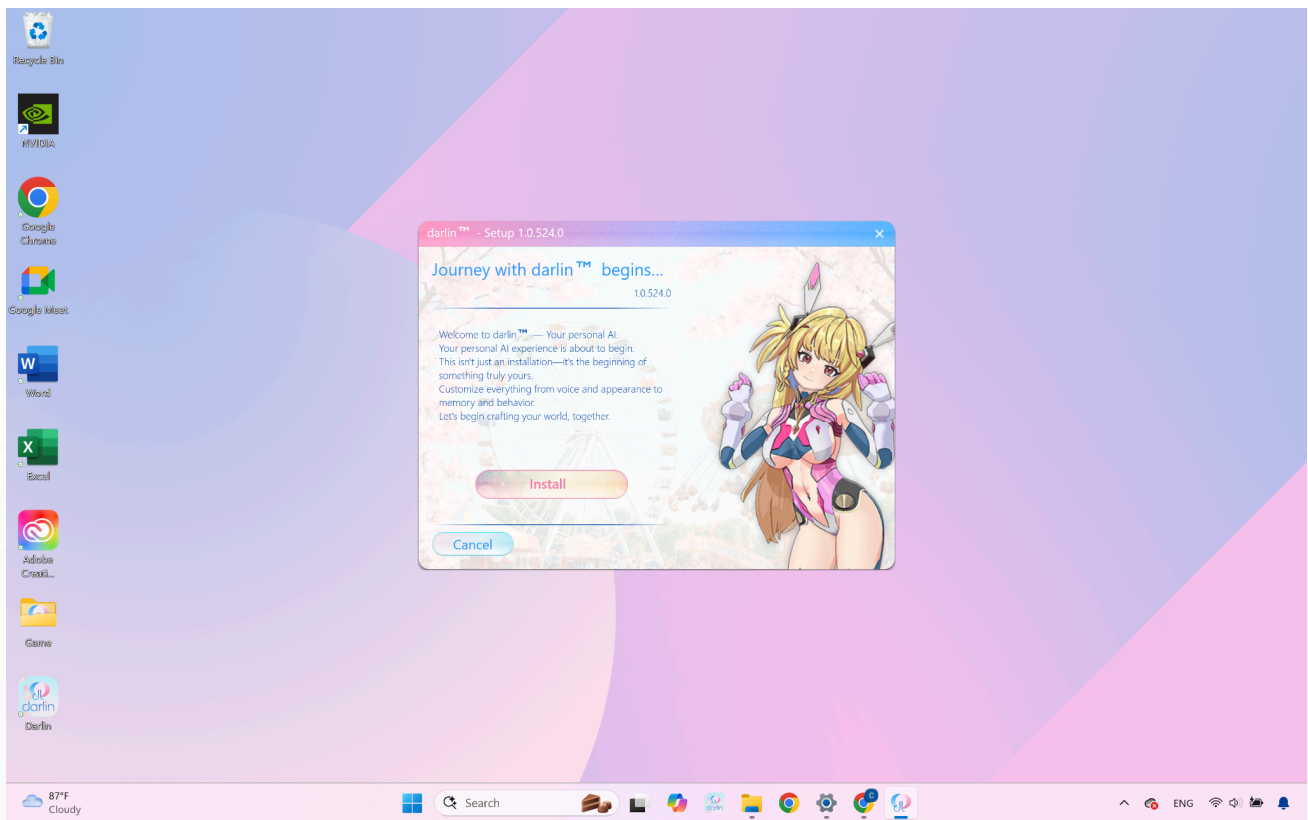 Recycle Bin
NVIDIA
Google
Chrome
Google Meet
W
Word
X
Excel
Adobe
Creati...
Game
darlin
Darlin
darlin™ - Setup 1.0.524.0
Journey with darlin™ begins...
1.0.524.0
Welcome to darlin™ — Your personal AI.
Your personal AI experience is about to begin.
This isn't just an installation—it's the beginning of
something truly yours.
Customize everything from voice and appearance to
memory and behavior.
Let's begin crafting your world, together.
Install
Cancel
87°F
Cloudy
Search
darlin
C
ENG